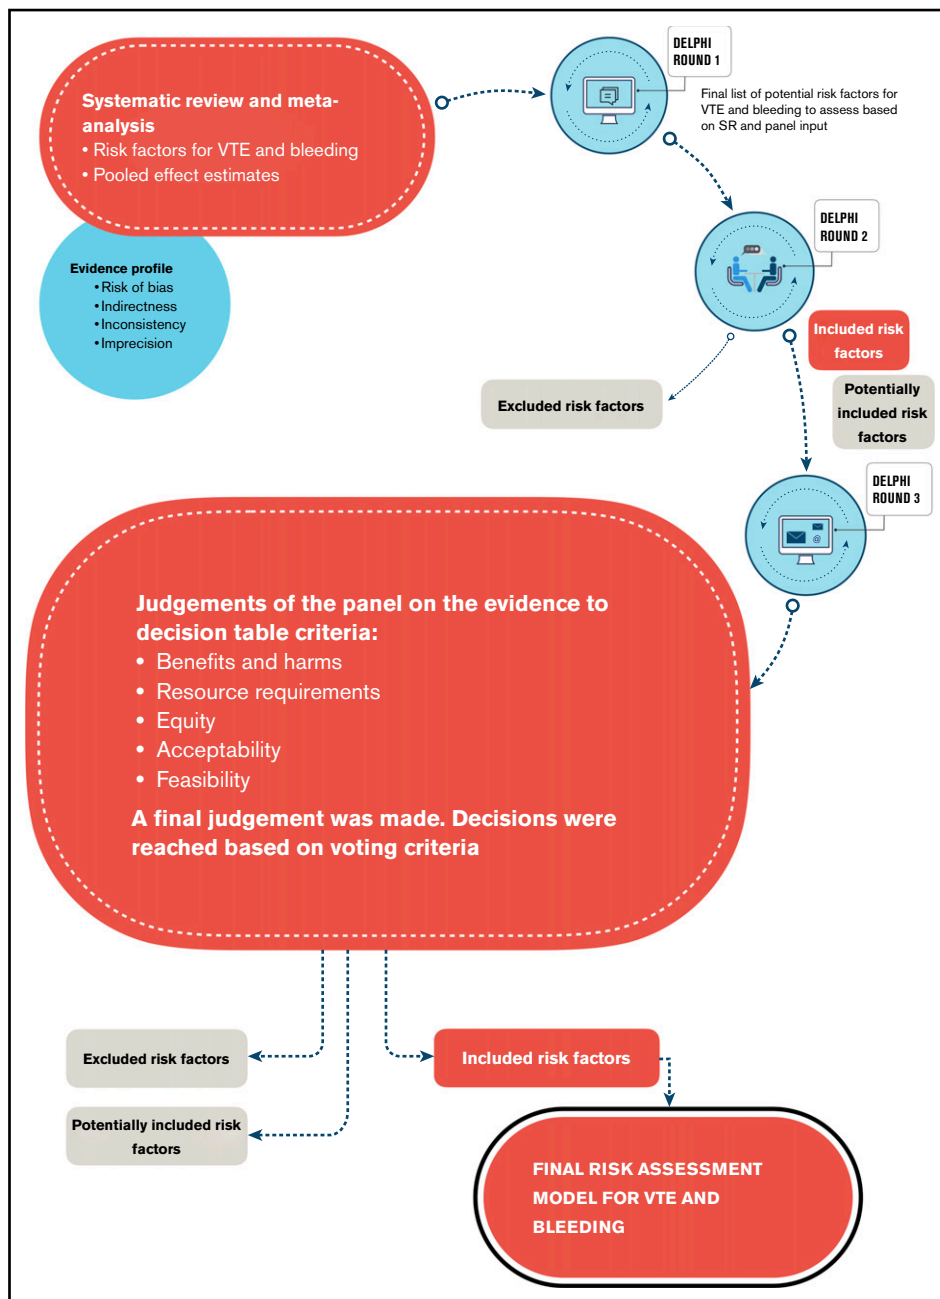 Systematic review and meta-
analysis
• Risk factors for VTE and bleeding
• Pooled effect estimates
Evidence profile
• Risk of bias
• Indirectness
• Inconsistency
• Imprecision
DELPHI
ROUND 1
Final list of potential risk factors for
VTE and bleeding to assess based
on SR and panel input
DELPHI
ROUND 2
Included risk
factors
Excluded risk factors
Potentially
included risk
factors
DELPHI
ROUND 3
@
Judgements of the panel on the evidence to
decision table criteria:
• Benefits and harms
• Resource requirements
• Equity
• Acceptability
• Feasibility
A final judgement was made. Decisions were
reached based on voting criteria
Excluded risk factors
Included risk factors
Potentially included risk
factors
FINAL RISK ASSESSMENT
MODEL FOR VTE AND
BLEEDING